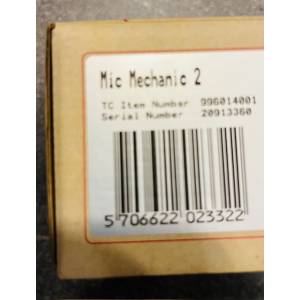 Mic Mechanic 2
TC Item Number 996014001
Serial Number 20913360
5 706622 023322